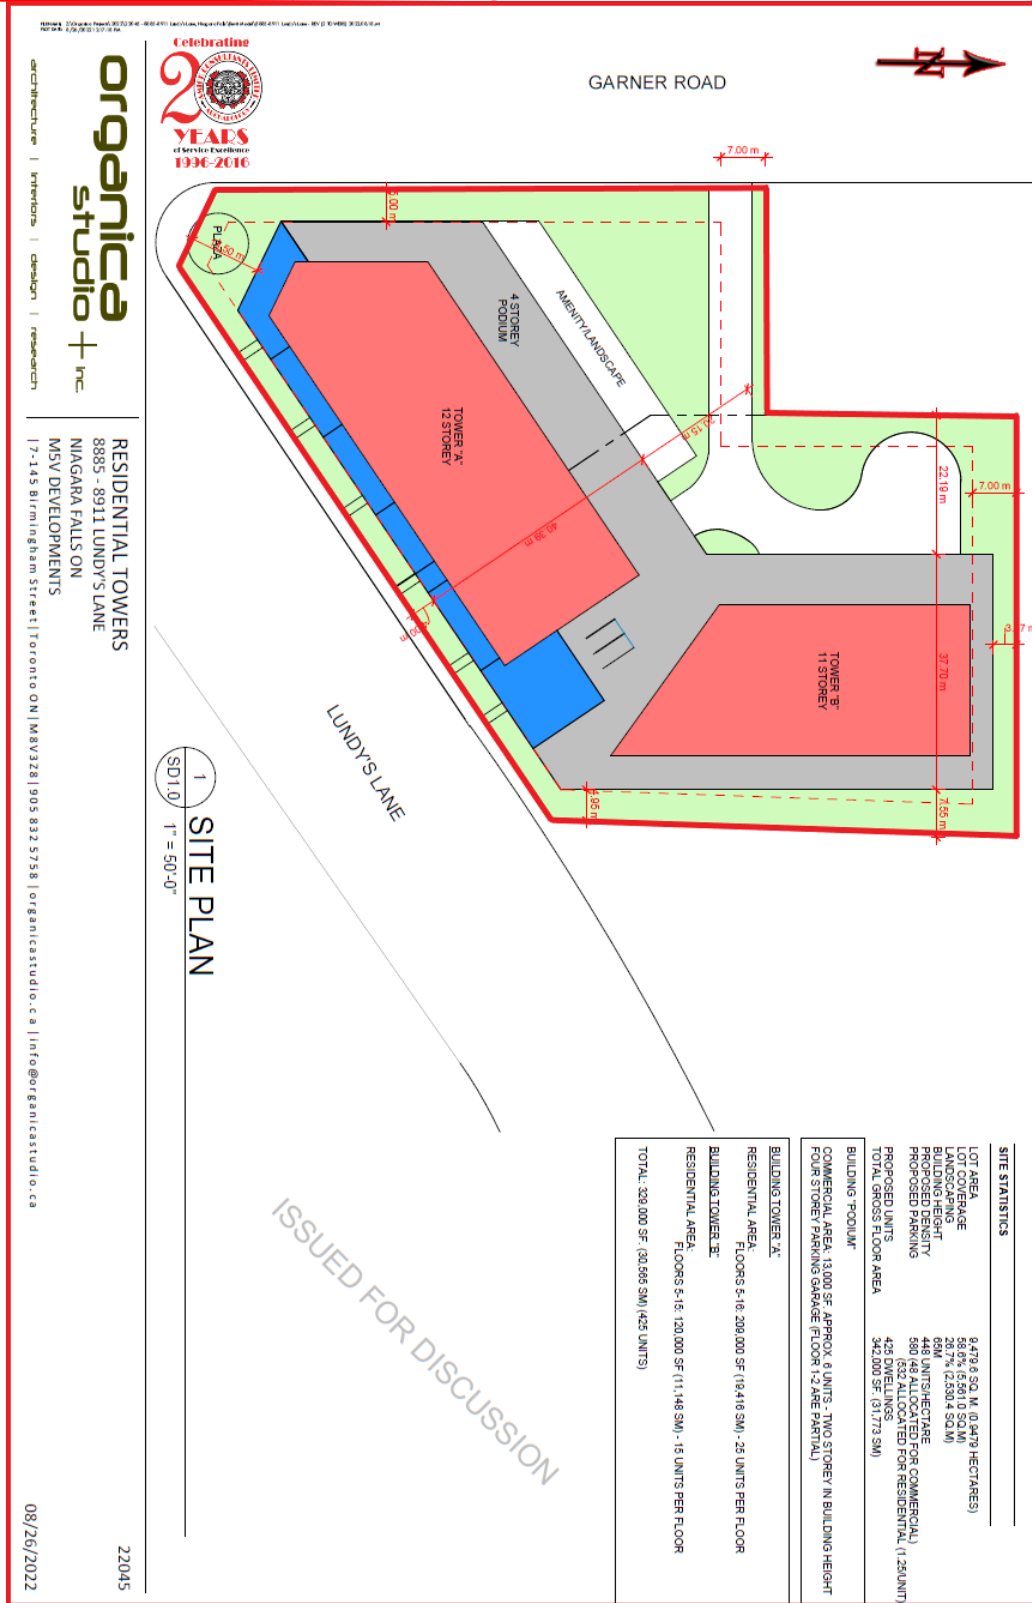 GARNER ROAD
N
Celebrating
20
YEARS
of Service Excellence
1996-2016
organica
studio + inc.
architecture | interiors | design | research
RESIDENTIAL TOWERS
8885 - 8911 LUNDY'S LANE
NIAGARA FALLS ON
M5V DEVELOPMENTS
| 7-145 Birmingham Street | Toronto ON | M8V3Z8 | 905 832 5758 | organicastudio.ca | info@organicastudio.ca
22045
08/26/2022
1
SD1.0
SITE PLAN
1" = 50'-0"
PLAZA
7.00 m
5.00 m
4 STOREY
PODIUM
AMENITY/LANDSCAPE
TOWER "A"
12 STOREY
40.39 m
22.19 m
7.00 m
TOWER "B"
11 STOREY
37.70 m
7.55 m
4.95 m
LUNDY'S LANE
ISSUED FOR DISCUSSION
SITE STATISTICS
LOT AREA 9,479.6 SQ. M. (0.9479 HECTARES)
LOT COVERAGE 58.6% (5,561.0 SQ.M)
LANDSCAPING 26.7% (2,530.4 SQ.M)
BUILDING HEIGHT 65M
PROPOSED DENSITY 448 UNITS/HECTARE
PROPOSED PARKING 580 (48 ALLOCATED FOR COMMERCIAL)
(532 ALLOCATED FOR RESIDENTIAL (1.25/UNIT)
PROPOSED UNITS 425 DWELLINGS
TOTAL GROSS FLOOR AREA 342,000 SF. (31,773 SM)
BUILDING "PODIUM"
COMMERCIAL AREA: 13,000 SF. APPROX. 6 UNITS - TWO STOREY IN BUILDING HEIGHT
FOUR STOREY PARKING GARAGE (FLOOR 1-2 ARE PARTIAL)
BUILDING TOWER "A"
RESIDENTIAL AREA:
FLOORS 5-16: 209,000 SF (19,416 SM) - 25 UNITS PER FLOOR
BUILDING TOWER "B"
RESIDENTIAL AREA:
FLOORS 5-15: 120,000 SF (11,148 SM) - 15 UNITS PER FLOOR
TOTAL: 329,000 SF. (30,565 SM) (425 UNITS)